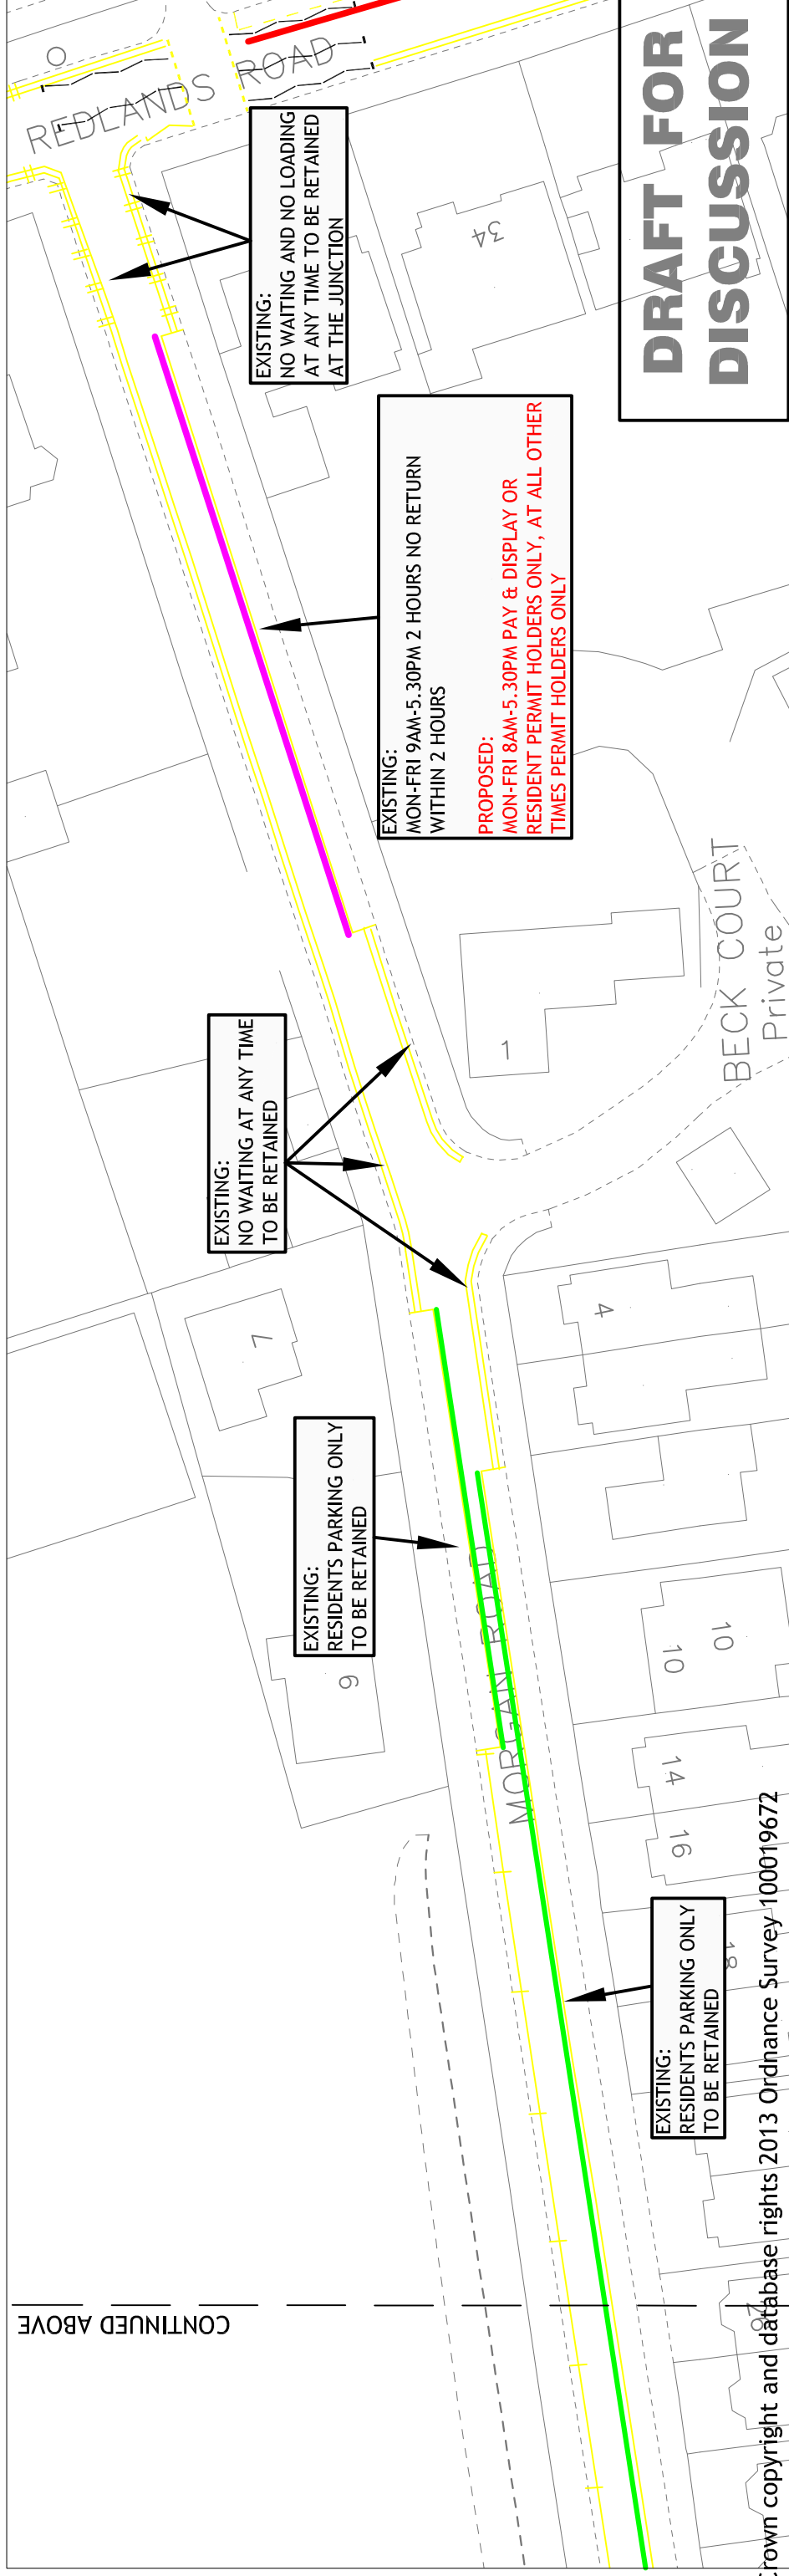 REDLANDS ROAD
EXISTING:
NO WAITING AND NO LOADING
AT ANY TIME TO BE RETAINED
AT THE JUNCTION
34
DRAFT FOR
DISCUSSION
EXISTING:
MON-FRI 9AM-5.30PM 2 HOURS NO RETURN
WITHIN 2 HOURS
PROPOSED:
MON-FRI 8AM-5.30PM PAY & DISPLAY OR
RESIDENT PERMIT HOLDERS ONLY, AT ALL OTHER
TIMES PERMIT HOLDERS ONLY
EXISTING:
NO WAITING AT ANY TIME
TO BE RETAINED
1
BECK COURT
Private
7
4
EXISTING:
RESIDENTS PARKING ONLY
TO BE RETAINED
MORGAN ROAD
10
10
14
16
18
EXISTING:
RESIDENTS PARKING ONLY
TO BE RETAINED
CONTINUED ABOVE
26
Crown copyright and database rights 2013 Ordnance Survey 100019672